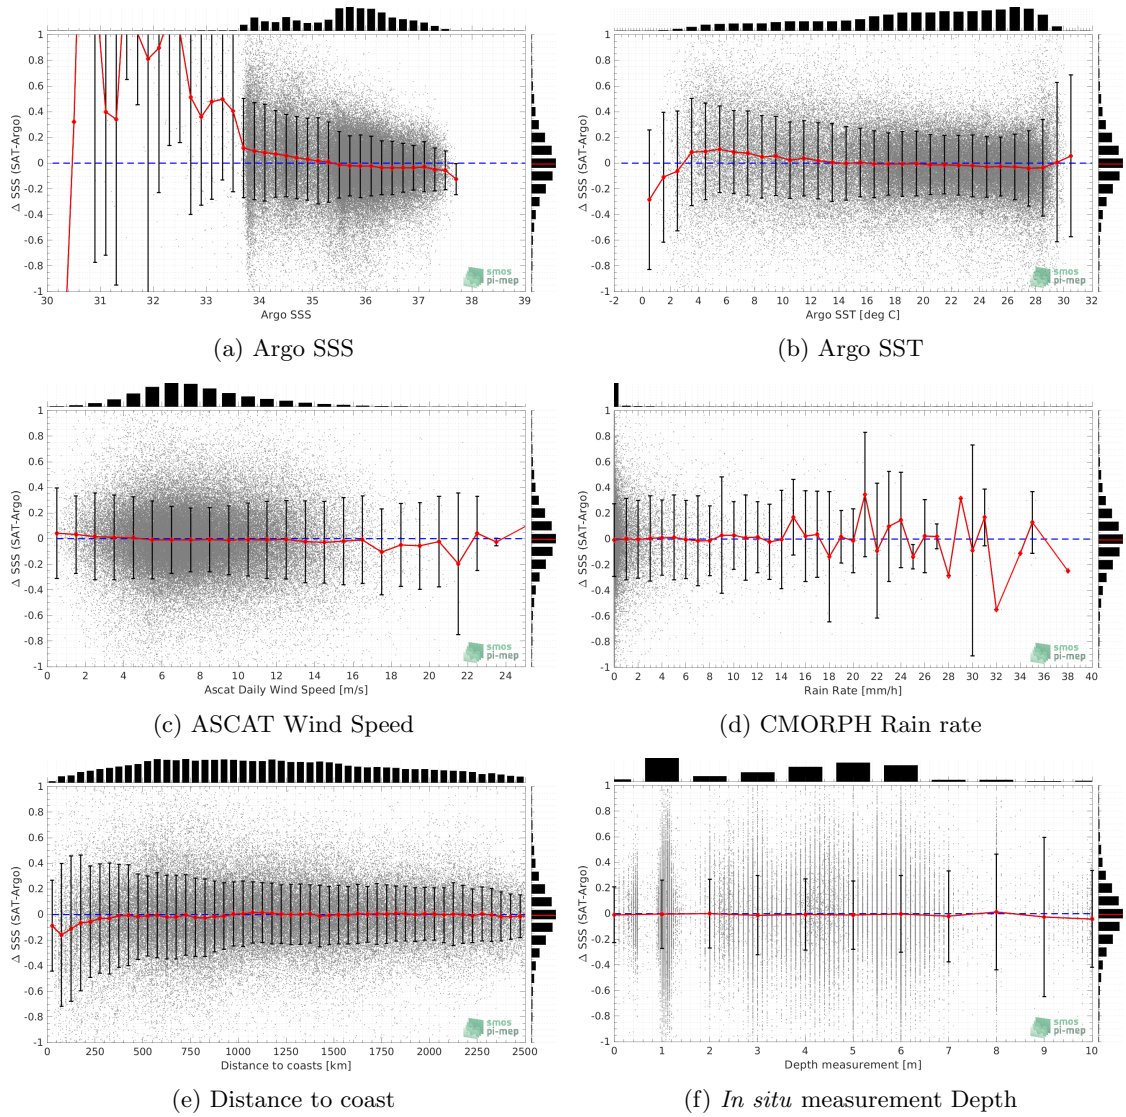 1
0.8
0.6
0.4
0.2
0
-0.2
-0.4
-0.6
-0.8
-1
Δ SSS (SAT-Argo)
30 31 32 33 34 35 36 37 38 39
Argo SSS
smos
pi-mep
(a) Argo SSS
1
0.8
0.6
0.4
0.2
0
-0.2
-0.4
-0.6
-0.8
-1
Δ SSS (SAT-Argo)
-2 0 2 4 6 8 10 12 14 16 18 20 22 24 26 28 30 32
Argo SST [deg C]
smos
pi-mep
(b) Argo SST
1
0.8
0.6
0.4
0.2
0
-0.2
-0.4
-0.6
-0.8
-1
Δ SSS (SAT-Argo)
0 2 4 6 8 10 12 14 16 18 20 22 24
Ascat Daily Wind Speed [m/s]
smos
pi-mep
(c) ASCAT Wind Speed
1
0.8
0.6
0.4
0.2
0
-0.2
-0.4
-0.6
-0.8
-1
Δ SSS (SAT-Argo)
0 2 4 6 8 10 12 14 16 18 20 22 24 26 28 30 32 34 36 38 40
Rain Rate [mm/h]
smos
pi-mep
(d) CMORPH Rain rate
1
0.8
0.6
0.4
0.2
0
-0.2
-0.4
-0.6
-0.8
-1
Δ SSS (SAT-Argo)
0 250 500 750 1000 1250 1500 1750 2000 2250 2500
Distance to coasts [km]
smos
pi-mep
(e) Distance to coast
1
0.8
0.6
0.4
0.2
0
-0.2
-0.4
-0.6
-0.8
-1
Δ SSS (SAT-Argo)
0 1 2 3 4 5 6 7 8 9 10
Depth measurement [m]
smos
pi-mep
(f) In situ measurement Depth